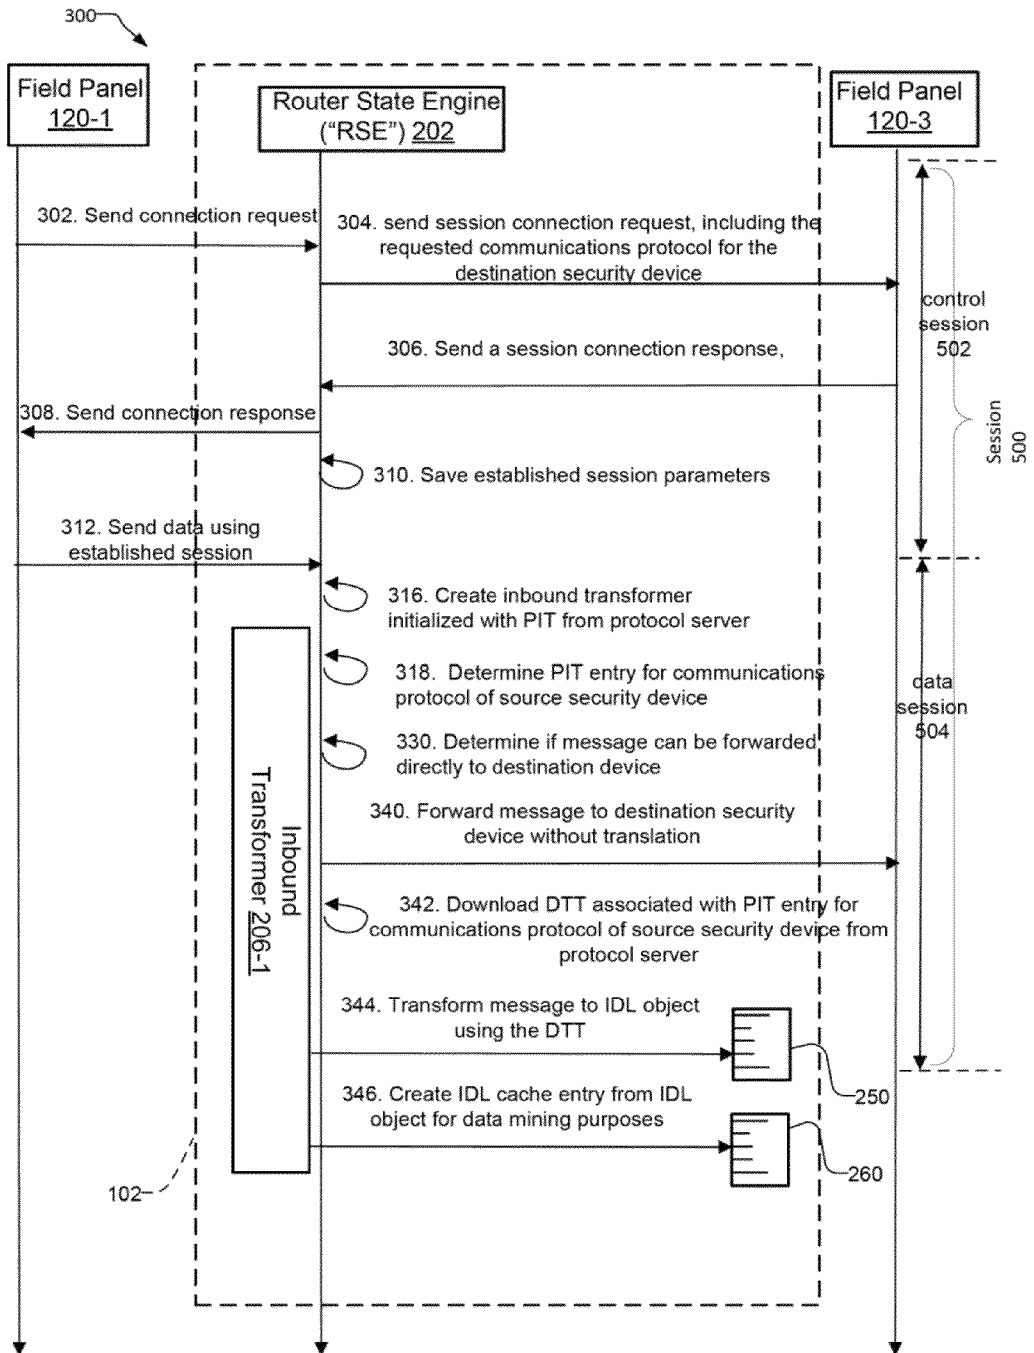 300
Field Panel
120-1
Router State Engine
("RSE") 202
Field Panel
120-3
302. Send connection request
304. send session connection request, including the
requested communications protocol for the
destination security device
control
session
502
306. Send a session connection response,
308. Send connection response
Session
500
310. Save established session parameters
312. Send data using
established session
316. Create inbound transformer
initialized with PIT from protocol server
318. Determine PIT entry for communications
protocol of source security device
data
session
504
330. Determine if message can be forwarded
directly to destination device
Inbound
Transformer 206-1
340. Forward message to destination security
device without translation
342. Download DTT associated with PIT entry for
communications protocol of source security device from
protocol server
344. Transform message to IDL object
using the DTT
250
346. Create IDL cache entry from IDL
object for data mining purposes
260
102